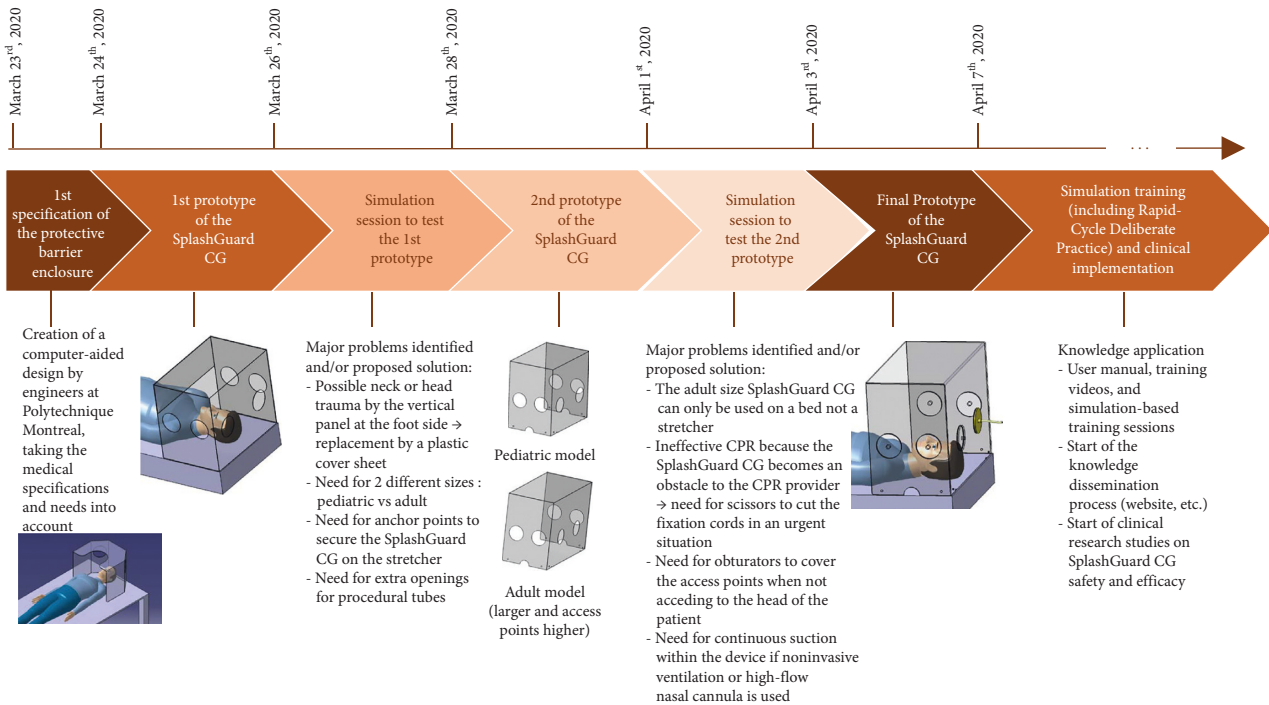 March 23rd, 2020
March 24th, 2020
March 26th, 2020
March 28th, 2020
April 1st, 2020
April 3rd, 2020
April 7th, 2020
...
1st
specification of
the protective
barrier
enclosure
1st prototype
of the
SplashGuard
CG
Simulation
session to test
the 1st
prototype
2nd prototype
of the
SplashGuard
CG
Simulation
session to
test the 2nd
prototype
Final Prototype
of the
SplashGuard
CG
Simulation training
(including Rapid-
Cycle Deliberate
Practice) and clinical
implementation
Creation of a
computer-aided
design by
engineers at
Polytechnique
Montreal,
taking the
medical
specifications
and needs into
account
Major problems identified
and/or proposed solution:
- Possible neck or head
trauma by the vertical
panel at the foot side →
replacement by a plastic
cover sheet
- Need for 2 different sizes :
pediatric vs adult
- Need for anchor points to
secure the SplashGuard
CG on the stretcher
- Need for extra openings
for procedural tubes
Pediatric model
Adult model
(larger and access
points higher)
Major problems identified and/or
proposed solution:
- The adult size SplashGuard CG
can only be used on a bed not a
stretcher
- Ineffective CPR because the
SplashGuard CG becomes an
obstacle to the CPR provider
→ need for scissors to cut the
fixation cords in an urgent
situation
- Need for obturators to cover
the access points when not
acceding to the head of the
patient
- Need for continuous suction
within the device if noninvasive
ventilation or high-flow
nasal cannula is used
Knowledge application
- User manual, training
videos, and
simulation-based
training sessions
- Start of the
knowledge
dissemination
process (website, etc.)
- Start of clinical
research studies on
SplashGuard CG
safety and efficacy